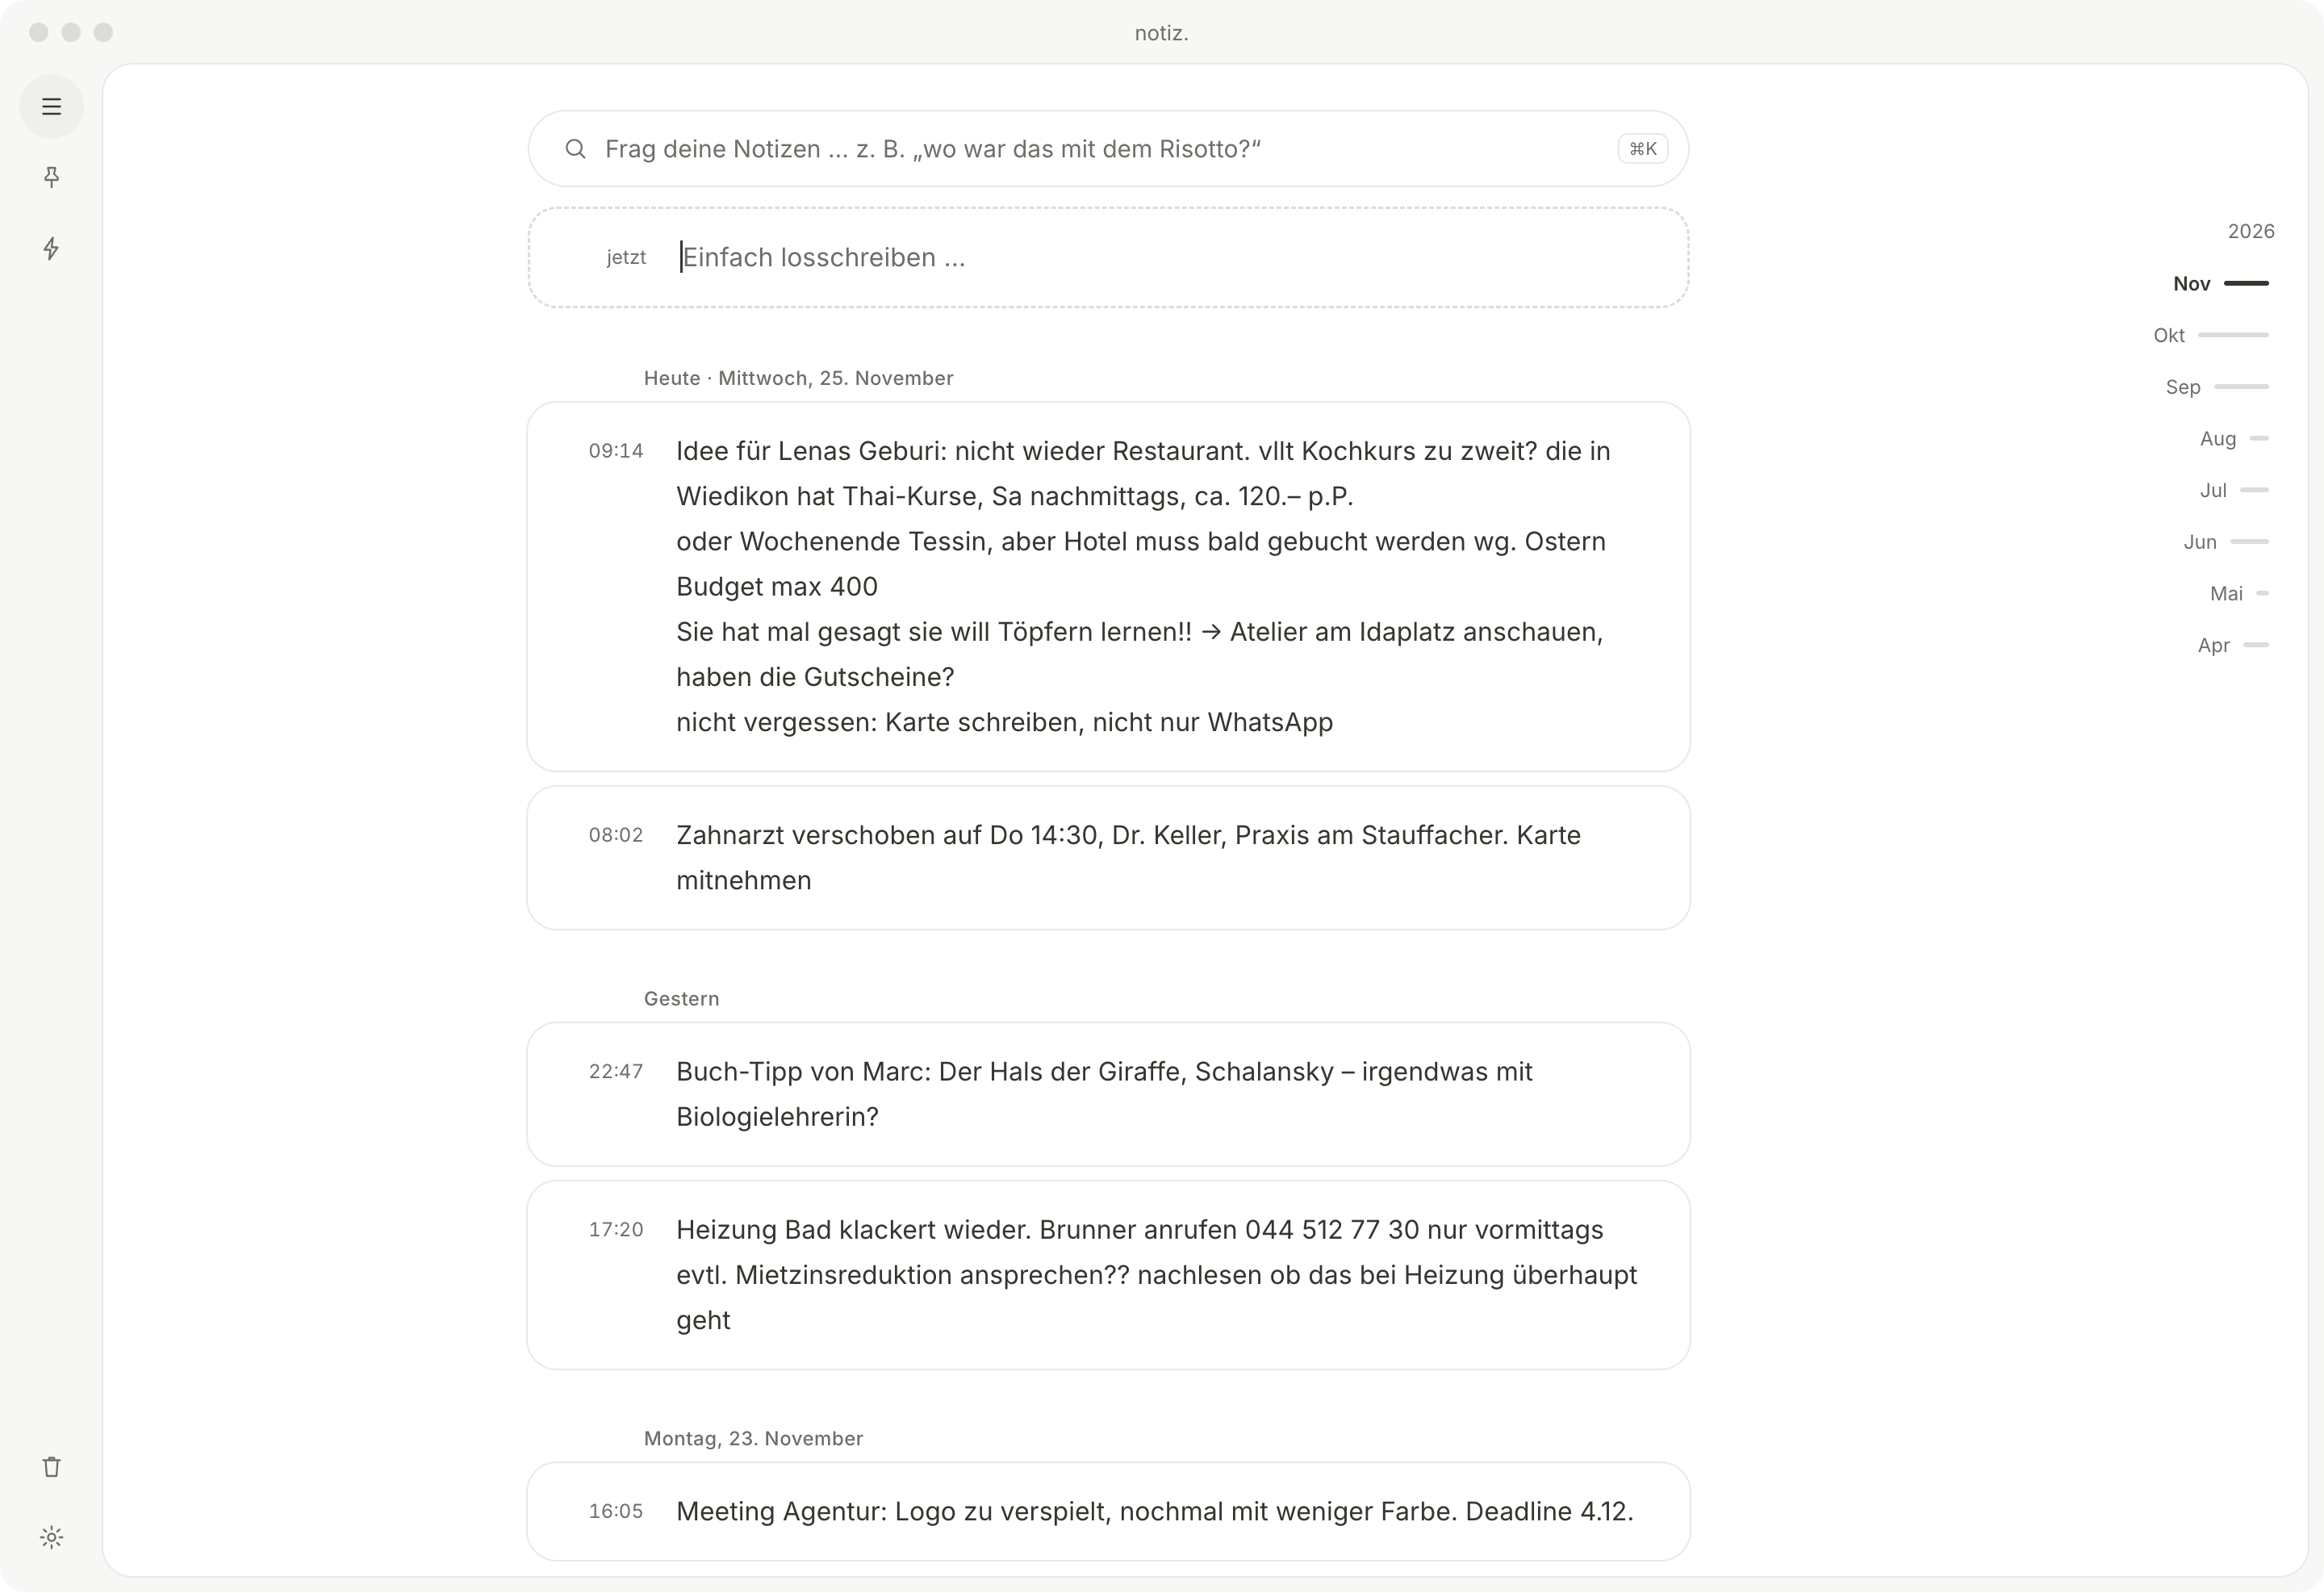 notiz.
Frag deine Notizen … z. B. „wo war das mit dem Risotto?“ ⌘K
jetzt Einfach losschreiben …
Heute · Mittwoch, 25. November
09:14 Idee für Lenas Geburi: nicht wieder Restaurant. vllt Kochkurs zu zweit? die in
Wiedikon hat Thai-Kurse, Sa nachmittags, ca. 120.– p.P.
oder Wochenende Tessin, aber Hotel muss bald gebucht werden wg. Ostern
Budget max 400
Sie hat mal gesagt sie will Töpfern lernen!! → Atelier am Idaplatz anschauen,
haben die Gutscheine?
nicht vergessen: Karte schreiben, nicht nur WhatsApp
08:02 Zahnarzt verschoben auf Do 14:30, Dr. Keller, Praxis am Stauffacher. Karte
mitnehmen
Gestern
22:47 Buch-Tipp von Marc: Der Hals der Giraffe, Schalansky – irgendwas mit
Biologielehrerin?
17:20 Heizung Bad klackert wieder. Brunner anrufen 044 512 77 30 nur vormittags
evtl. Mietzinsreduktion ansprechen?? nachlesen ob das bei Heizung überhaupt
geht
Montag, 23. November
16:05 Meeting Agentur: Logo zu verspielt, nochmal mit weniger Farbe. Deadline 4.12.
2026
Nov
Okt
Sep
Aug
Jul
Jun
Mai
Apr